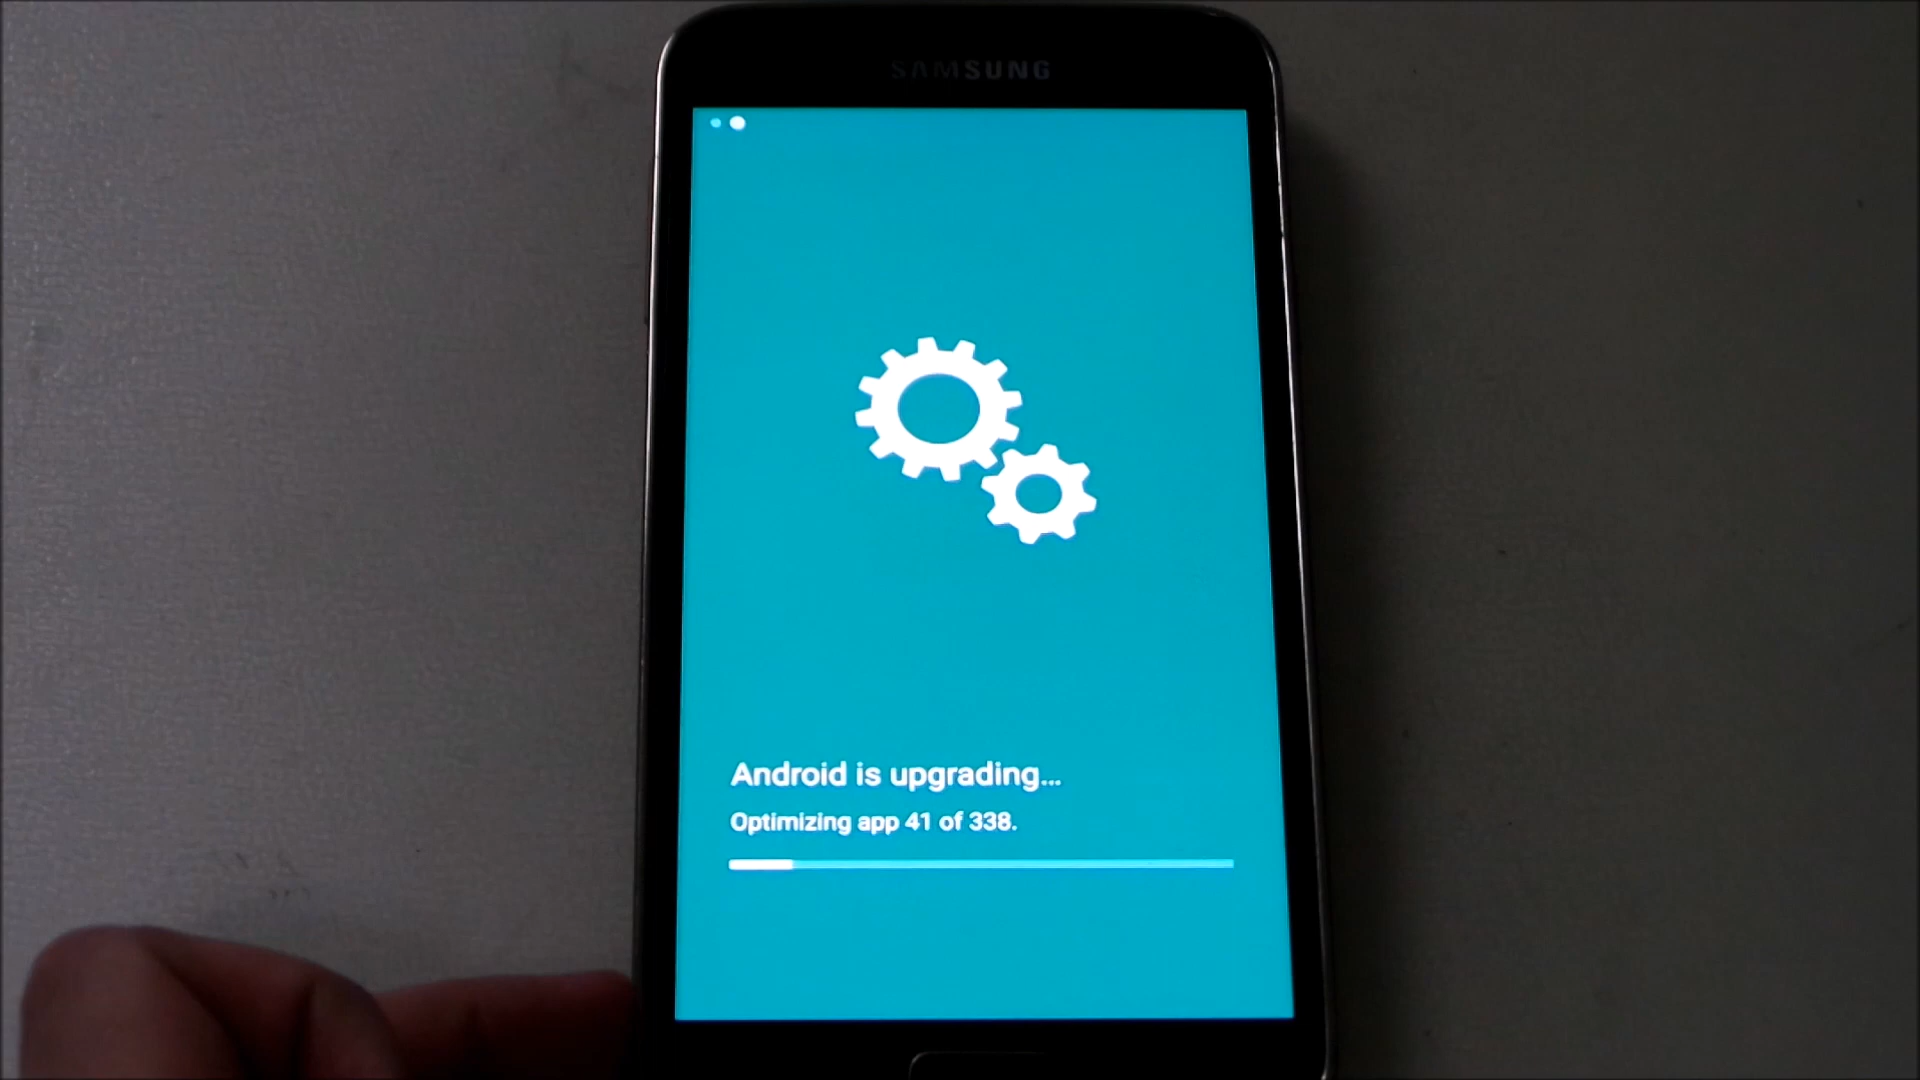 SAMSUNG
Android is upgrading...
Optimizing app 41 of 338.